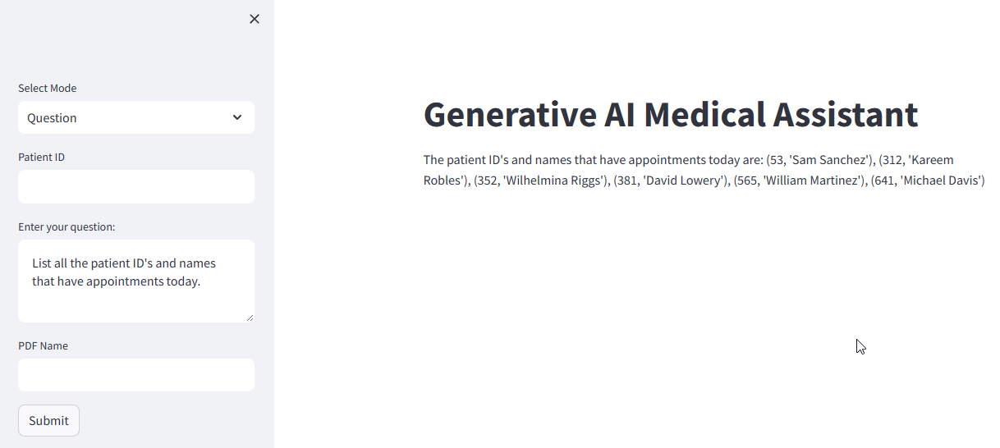 Select Mode
Question
Patient ID
Enter your question:
List all the patient ID's and names
that have appointments today.
PDF Name
Submit
Generative AI Medical Assistant
The patient ID's and names that have appointments today are: (53, 'Sam Sanchez'), (312, 'Kareem
Robles'), (352, 'Wilhelmina Riggs'), (381, 'David Lowery'), (565, 'William Martinez'), (641, 'Michael Davis')